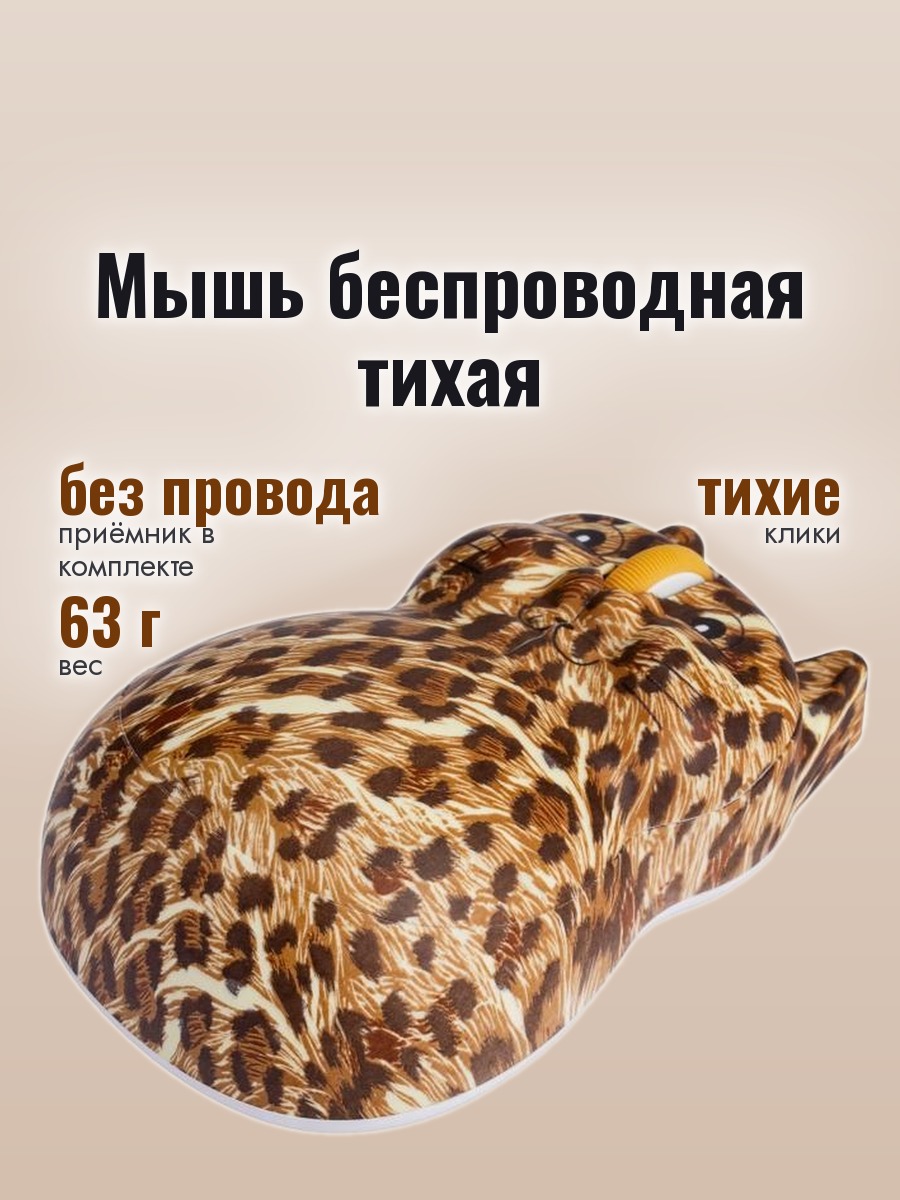 Мышь беспроводная
тихая
без провода
приёмник в
комплекте
63 г
вес
тихие
клики